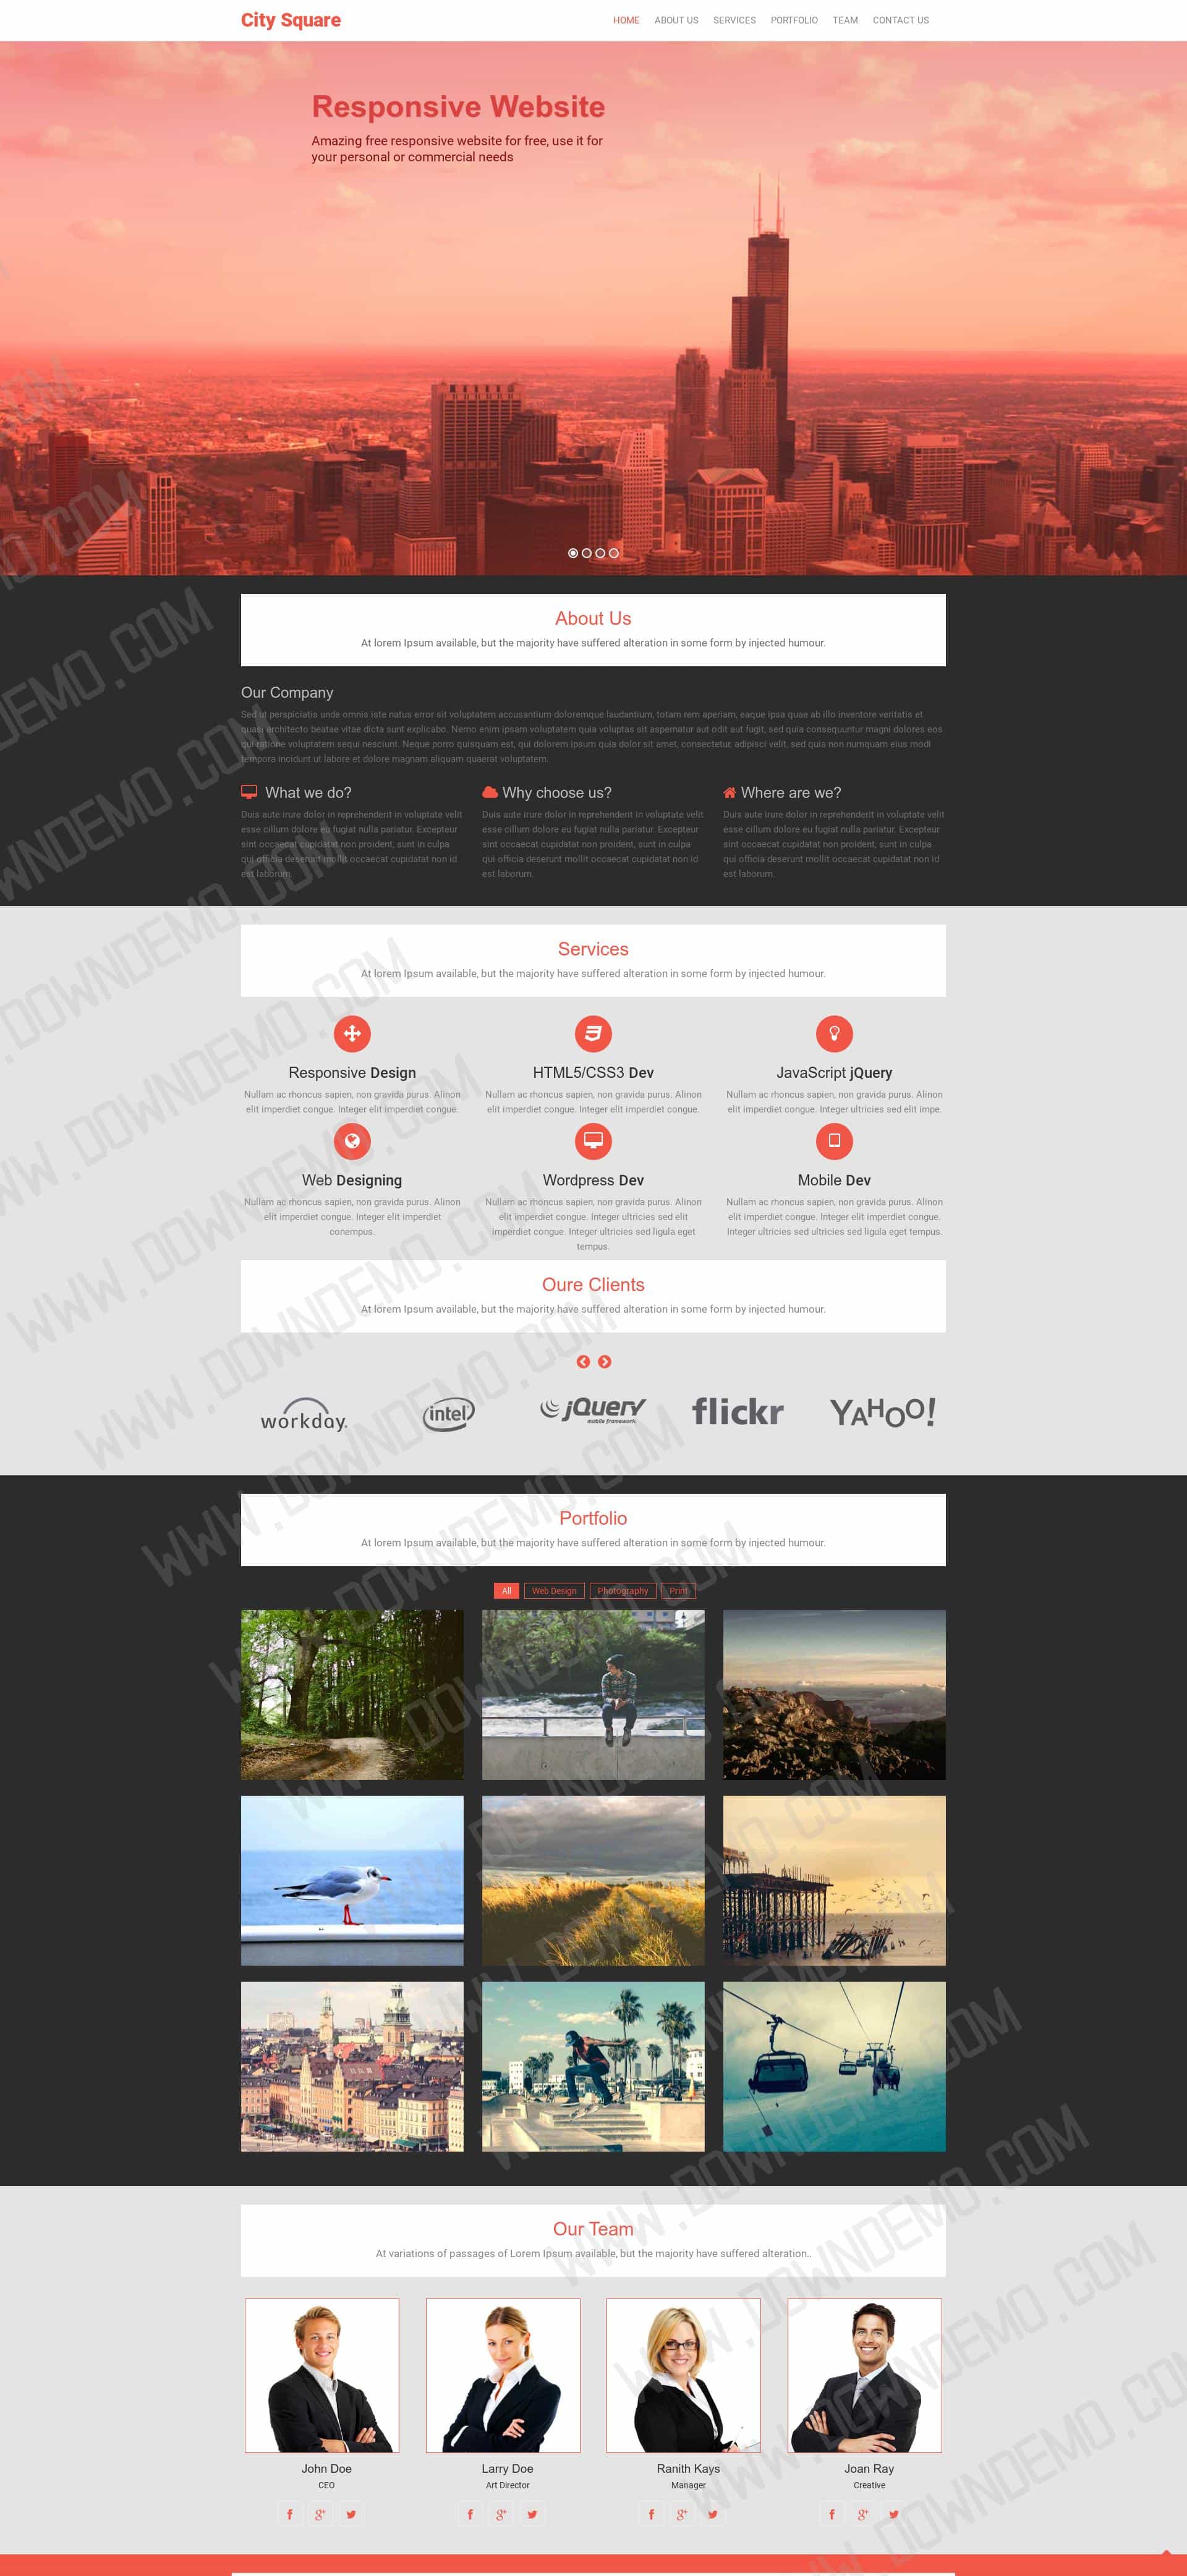 City Square
HOME ABOUT US SERVICES PORTFOLIO TEAM CONTACT US
Responsive Website
Amazing free responsive website for free, use it for
your personal or commercial needs
About Us
At lorem Ipsum available, but the majority have suffered alteration in some form by injected humour.
Our Company
Sed ut perspiciatis unde omnis iste natus error sit voluptatem accusantium doloremque laudantium, totam rem aperiam, eaque ipsa quae ab illo inventore veritatis et
quasi architecto beatae vitae dicta sunt explicabo. Nemo enim ipsam voluptatem quia voluptas sit aspernatur aut odit aut fugit, sed quia consequuntur magni dolores eos
qui ratione voluptatem sequi nesciunt. Neque porro quisquam est, qui dolorem ipsum quia dolor sit amet, consectetur, adipisci velit, sed quia non numquam eius modi
tempora incidunt ut labore et dolore magnam aliquam quaerat voluptatem.
What we do?
Duis aute irure dolor in reprehenderit in voluptate velit
esse cillum dolore eu fugiat nulla pariatur. Excepteur
sint occaecat cupidatat non proident, sunt in culpa
qui officia deserunt mollit occaecat cupidatat non id
est laborum.
Why choose us?
Duis aute irure dolor in reprehenderit in voluptate velit
esse cillum dolore eu fugiat nulla pariatur. Excepteur
sint occaecat cupidatat non proident, sunt in culpa
qui officia deserunt mollit occaecat cupidatat non id
est laborum.
Where are we?
Duis aute irure dolor in reprehenderit in voluptate velit
esse cillum dolore eu fugiat nulla pariatur. Excepteur
sint occaecat cupidatat non proident, sunt in culpa
qui officia deserunt mollit occaecat cupidatat non id
est laborum.
Services
At lorem Ipsum available, but the majority have suffered alteration in some form by injected humour.
Responsive Design
Nullam ac rhoncus sapien, non gravida purus. Alinon
elit imperdiet congue. Integer elit imperdiet congue.
HTML5/CSS3 Dev
Nullam ac rhoncus sapien, non gravida purus. Alinon
elit imperdiet congue. Integer elit imperdiet congue.
JavaScript jQuery
Nullam ac rhoncus sapien, non gravida purus. Alinon
elit imperdiet congue. Integer ultricies sed elit impe.
Web Designing
Nullam ac rhoncus sapien, non gravida purus. Alinon
elit imperdiet congue. Integer elit imperdiet
conempus.
Wordpress Dev
Nullam ac rhoncus sapien, non gravida purus. Alinon
elit imperdiet congue. Integer ultricies sed elit
imperdiet congue. Integer ultricies sed ligula eget
tempus.
Mobile Dev
Nullam ac rhoncus sapien, non gravida purus. Alinon
elit imperdiet congue. Integer elit imperdiet congue.
Integer ultricies sed ultricies sed ligula eget tempus.
Oure Clients
At lorem Ipsum available, but the majority have suffered alteration in some form by injected humour.
workday.
intel
jQuery
mobile framework.
flickr
YAHOO!
Portfolio
At lorem Ipsum available, but the majority have suffered alteration in some form by injected humour.
All Web Design Photography Print
Our Team
At variations of passages of Lorem Ipsum available, but the majority have suffered alteration..
John Doe
CEO
Larry Doe
Art Director
Ranith Kays
Manager
Joan Ray
Creative
WWW.DOWNDEMO.COM